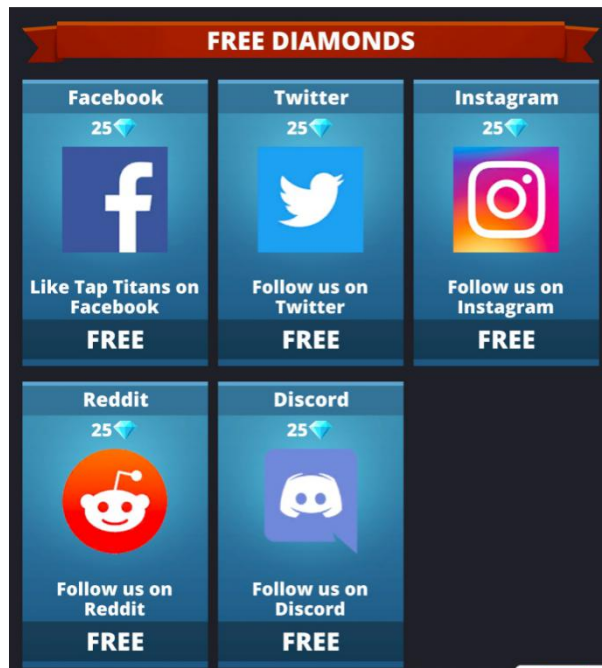 FREE DIAMONDS
Facebook
25
Like Tap Titans on
Facebook
FREE
Twitter
25
Follow us on
Twitter
FREE
Instagram
25
Follow us on
Instagram
FREE
Reddit
25
Follow us on
Reddit
FREE
Discord
25
Follow us on
Discord
FREE